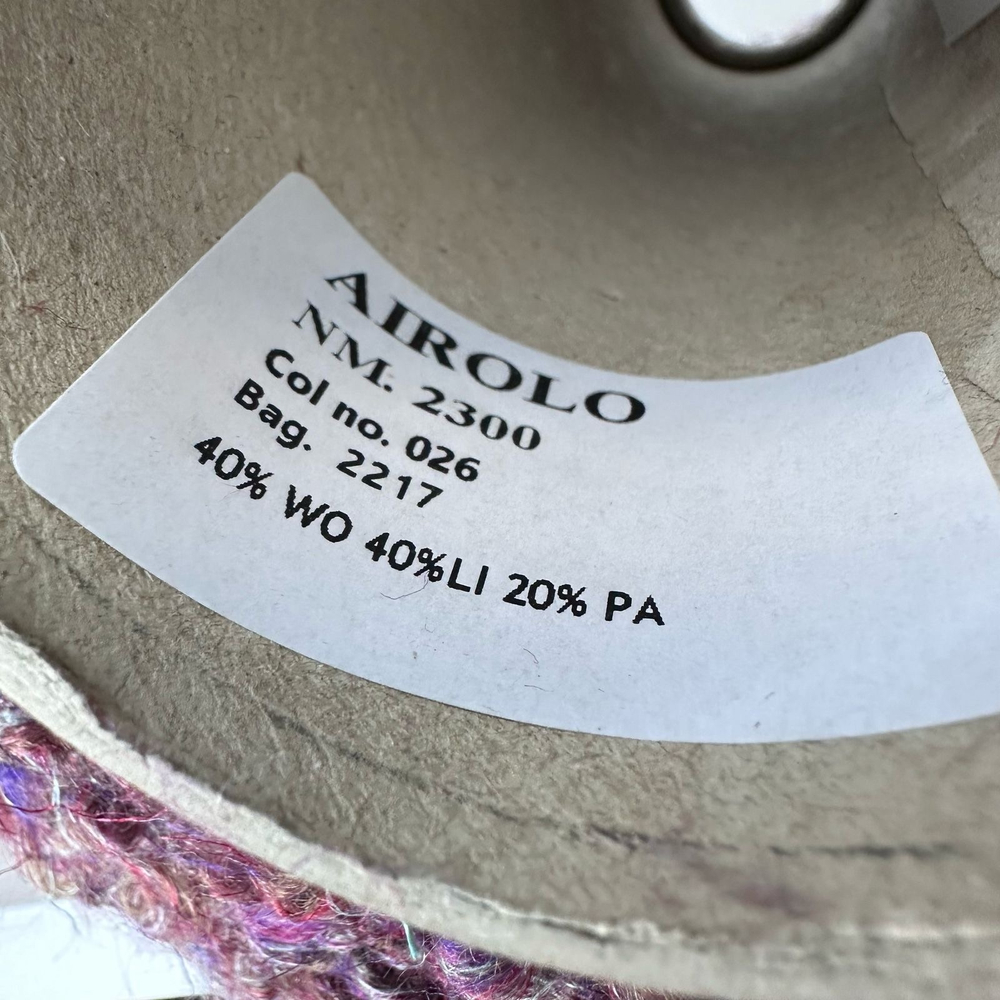 AIROLO
NM. 2300
Col no. 026
Bag. 2217
40% WO 40%LI 20% PA